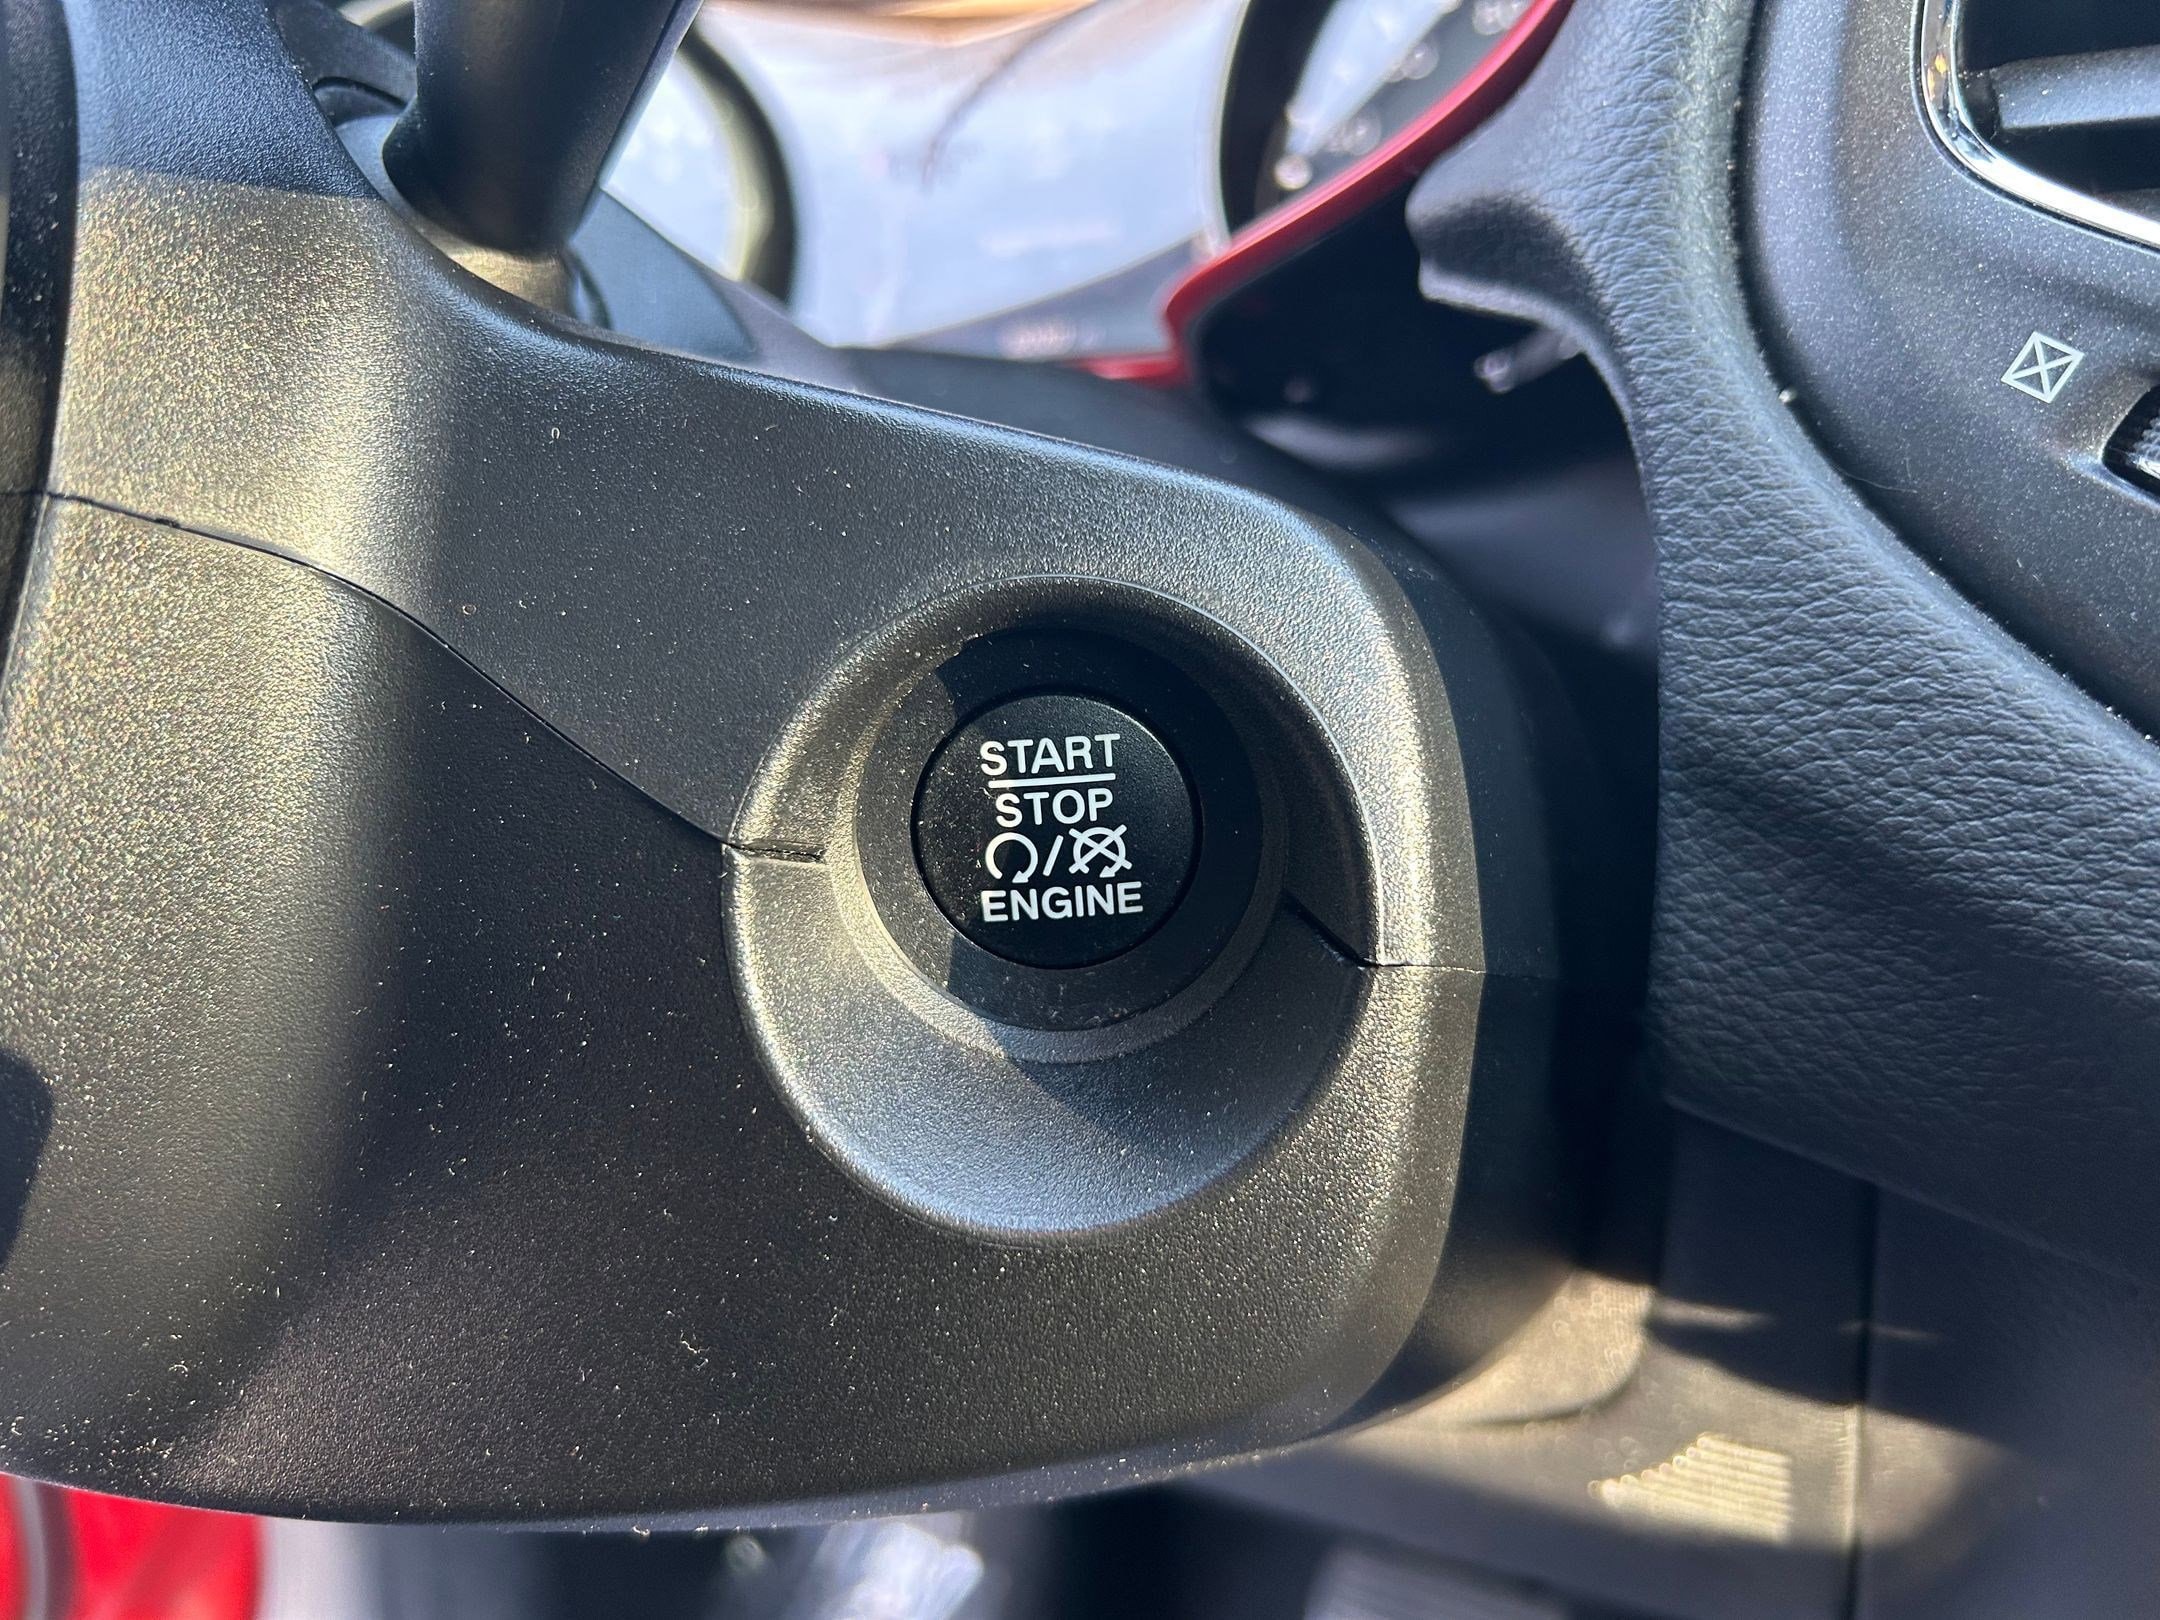 START
STOP
/
ENGINE